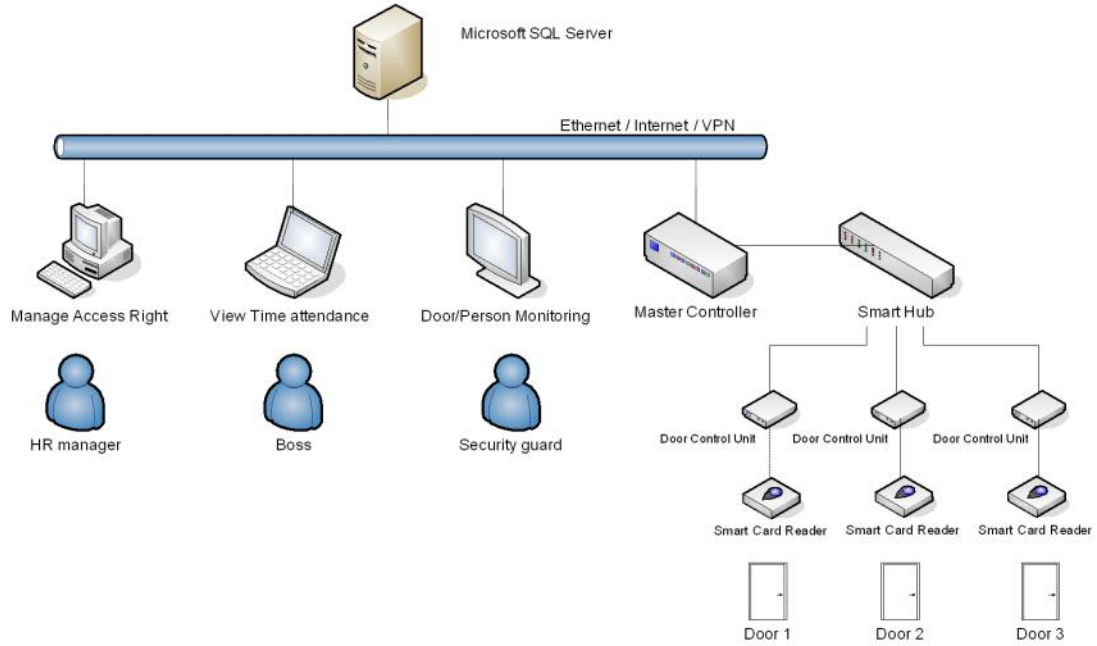 Microsoft SQL Server
Ethernet / Internet / VPN
Manage Access Right
View Time attendance
Door/Person Monitoring
Master Controller
Smart Hub
HR manager
Boss
Security guard
Door Control Unit
Door Control Unit
Door Control Unit
Smart Card Reader
Smart Card Reader
Smart Card Reader
Door 1
Door 2
Door 3